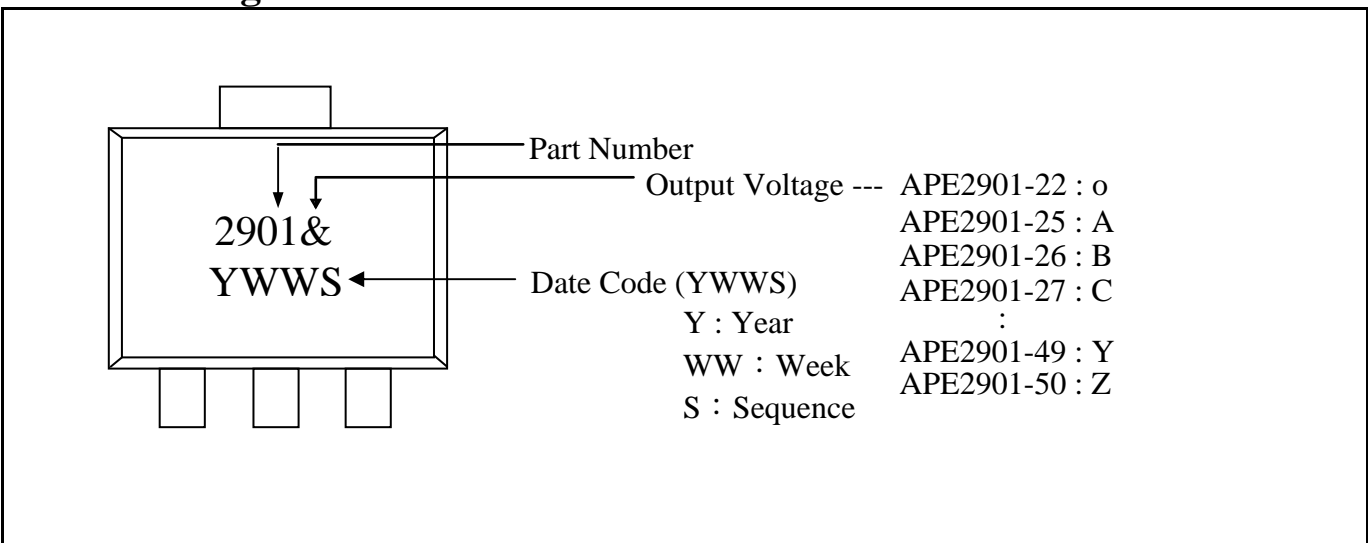 Part Number
Output Voltage --- APE2901-22 : o
APE2901-25 : A
2901&
APE2901-26 : B
YWWS
Date Code (YWWS)
APE2901-27 : C
Y : Year
:
WW : Week
APE2901-49 : Y
APE2901-50 : Z
S : Sequence